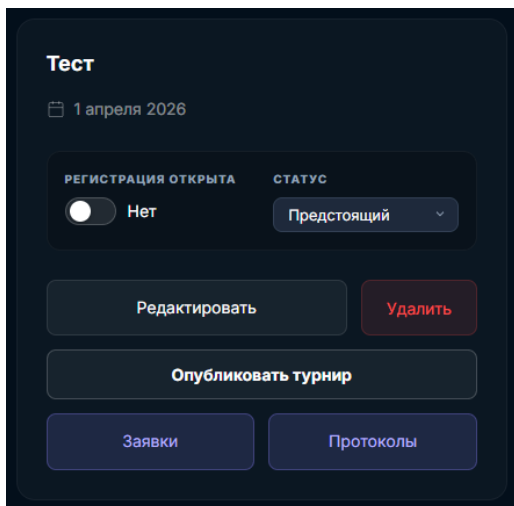 Тест
1 апреля 2026
РЕГИСТРАЦИЯ ОТКРЫТА СТАТУС
Нет Предстоящий
Редактировать Удалить
Опубликовать турнир
Заявки Протоколы